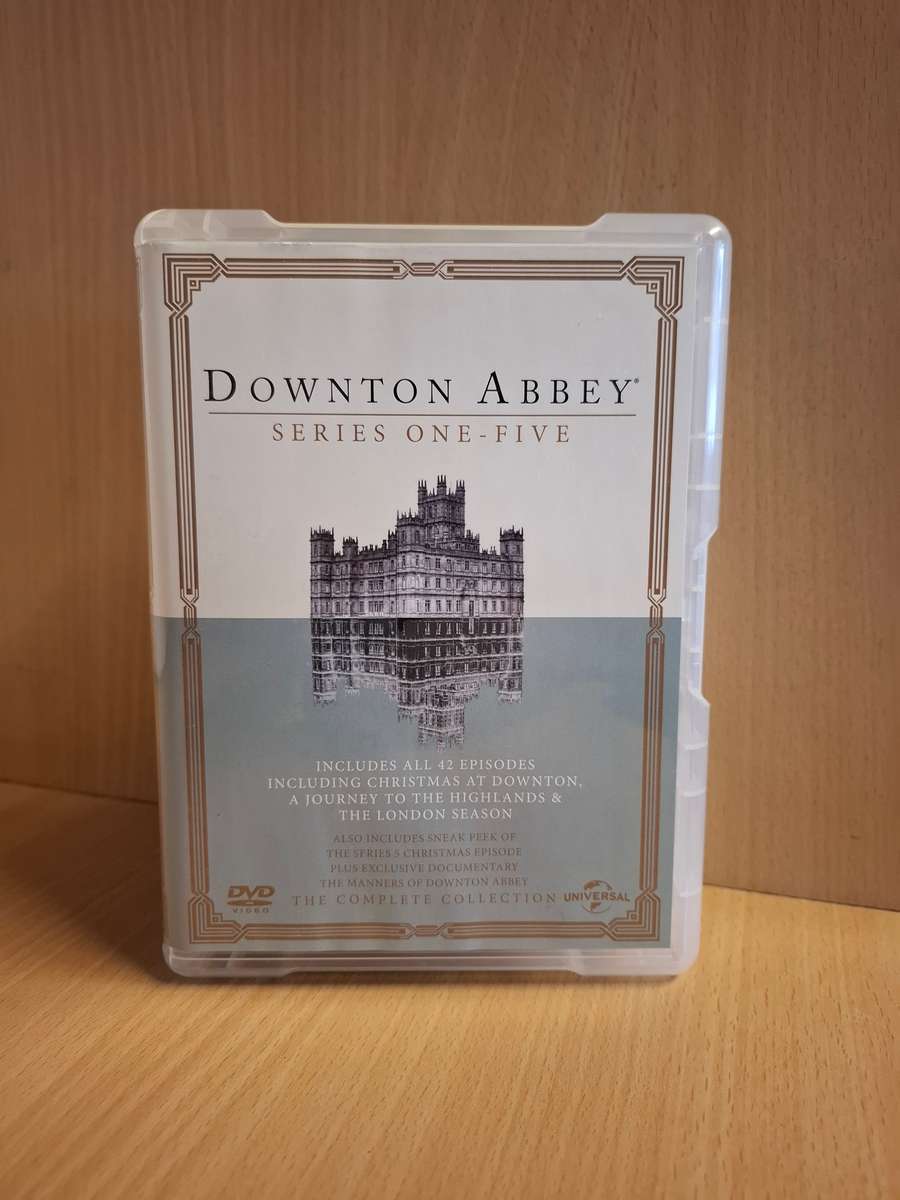 DOWNTON ABBEY®
SERIES ONE-FIVE
INCLUDES ALL 42 EPISODES
INCLUDING CHRISTMAS AT DOWNTON,
A JOURNEY TO THE HIGHLANDS &
THE LONDON SEASON
ALSO INCLUDES SNEAK PEEK OF
THE SERIES 5 CHRISTMAS EPISODE
PLUS EXCLUSIVE DOCUMENTARY
THE MANNERS OF DOWNTON ABBEY
DVD
VIDEO
THE COMPLETE COLLECTION
UNIVERSAL